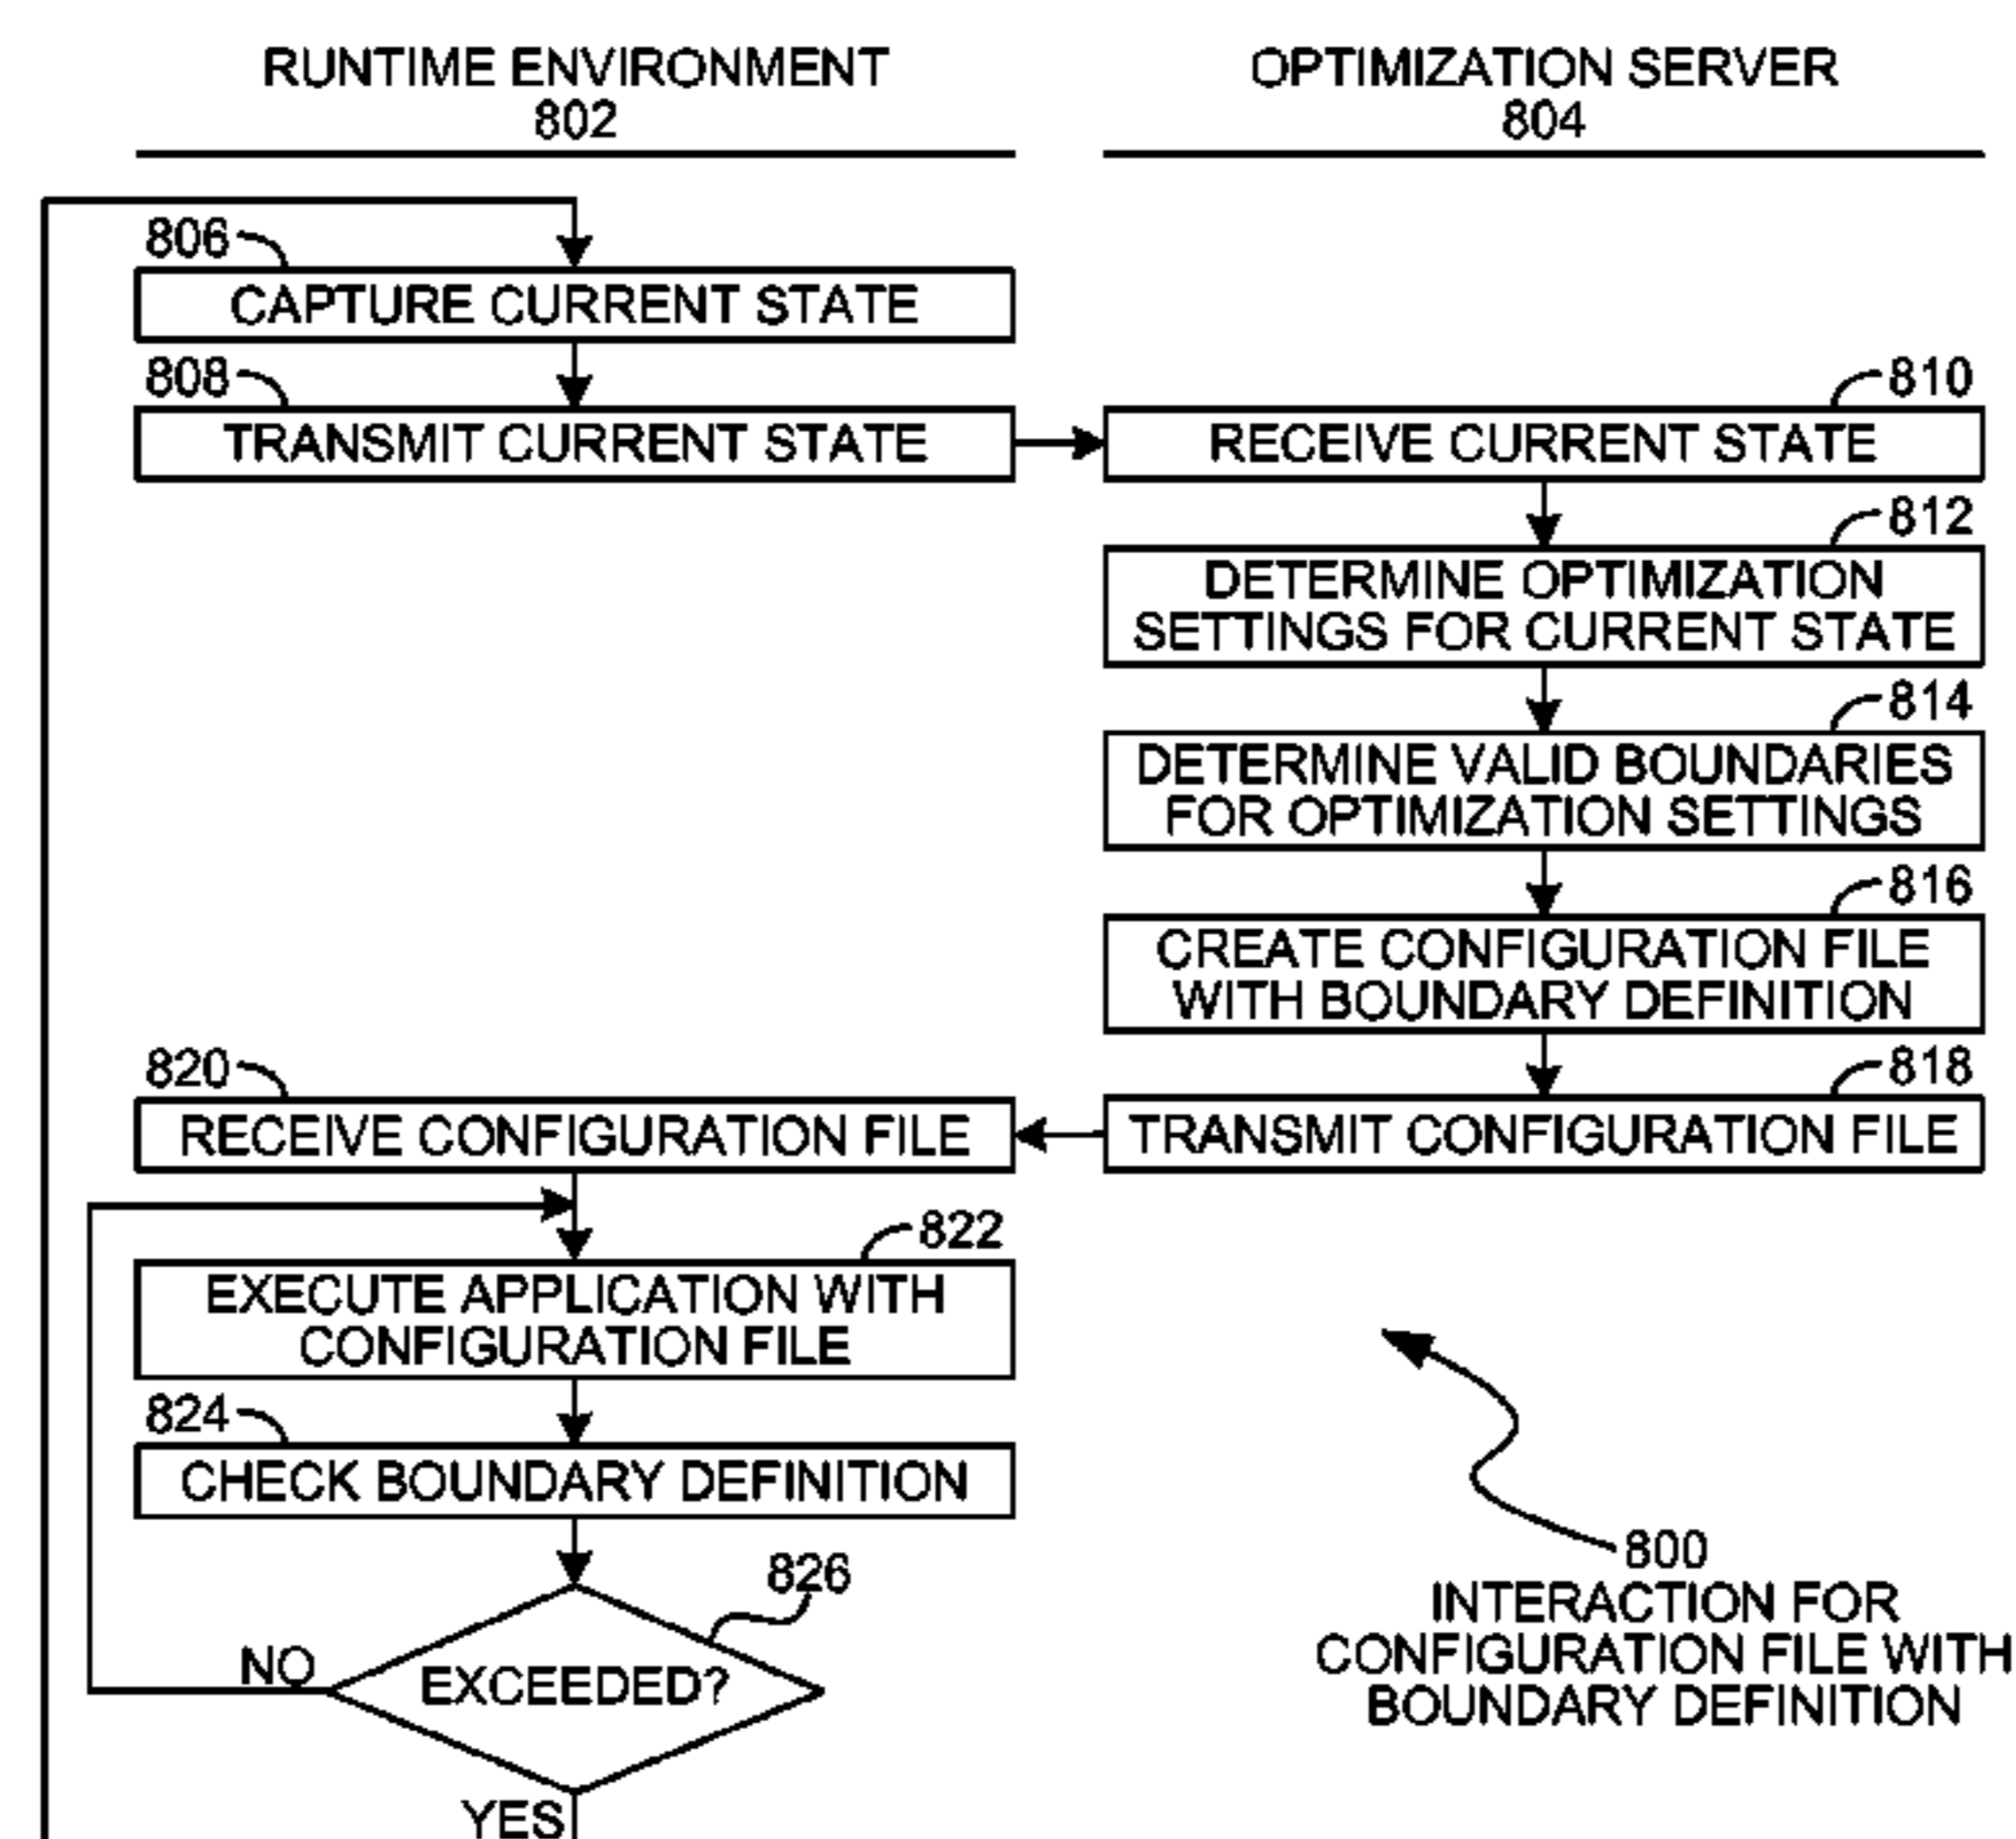 RUNTIME ENVIRONMENT
802
OPTIMIZATION SERVER
804
806
CAPTURE CURRENT STATE
808
TRANSMIT CURRENT STATE
810
RECEIVE CURRENT STATE
812
DETERMINE OPTIMIZATION
SETTINGS FOR CURRENT STATE
814
DETERMINE VALID BOUNDARIES
FOR OPTIMIZATION SETTINGS
816
CREATE CONFIGURATION FILE
WITH BOUNDARY DEFINITION
818
TRANSMIT CONFIGURATION FILE
820
RECEIVE CONFIGURATION FILE
822
EXECUTE APPLICATION WITH
CONFIGURATION FILE
824
CHECK BOUNDARY DEFINITION
826
EXCEEDED?
NO
YES
800
INTERACTION FOR
CONFIGURATION FILE WITH
BOUNDARY DEFINITION